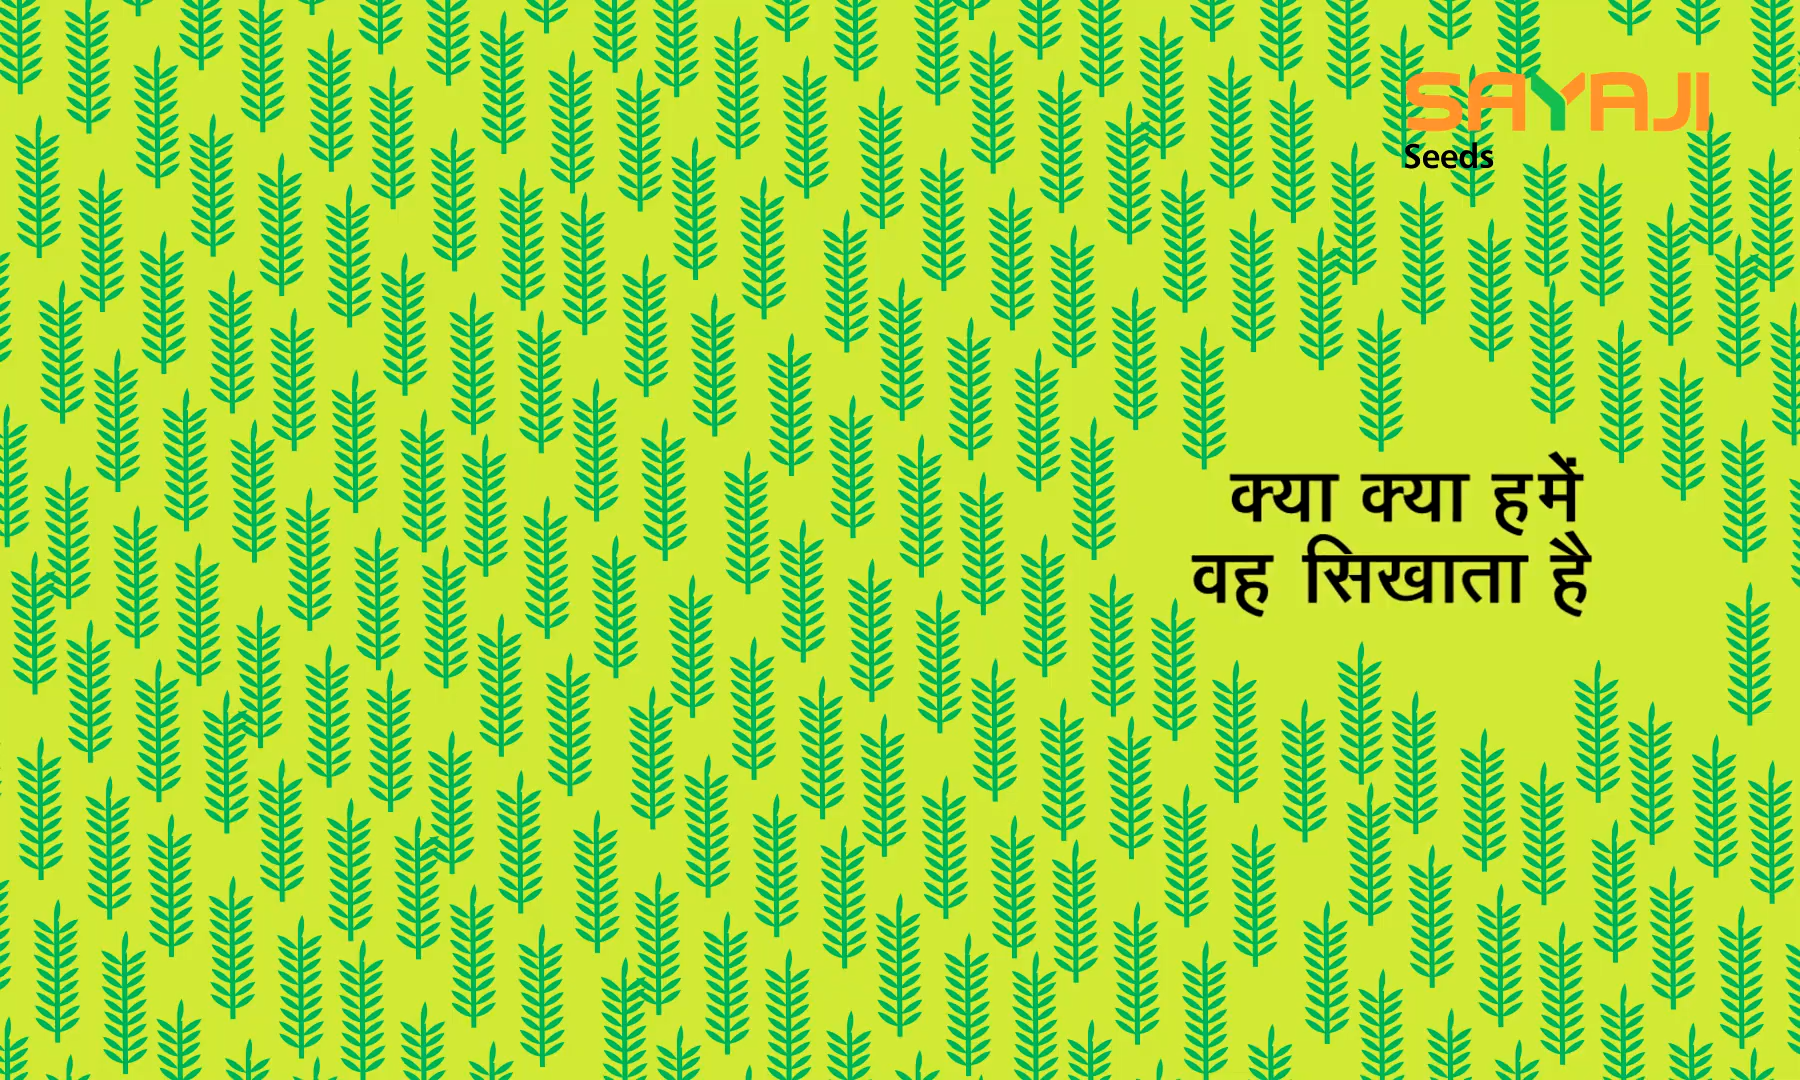 SAYAJI
Seeds
क्या क्या हमें
वह सिखाता है